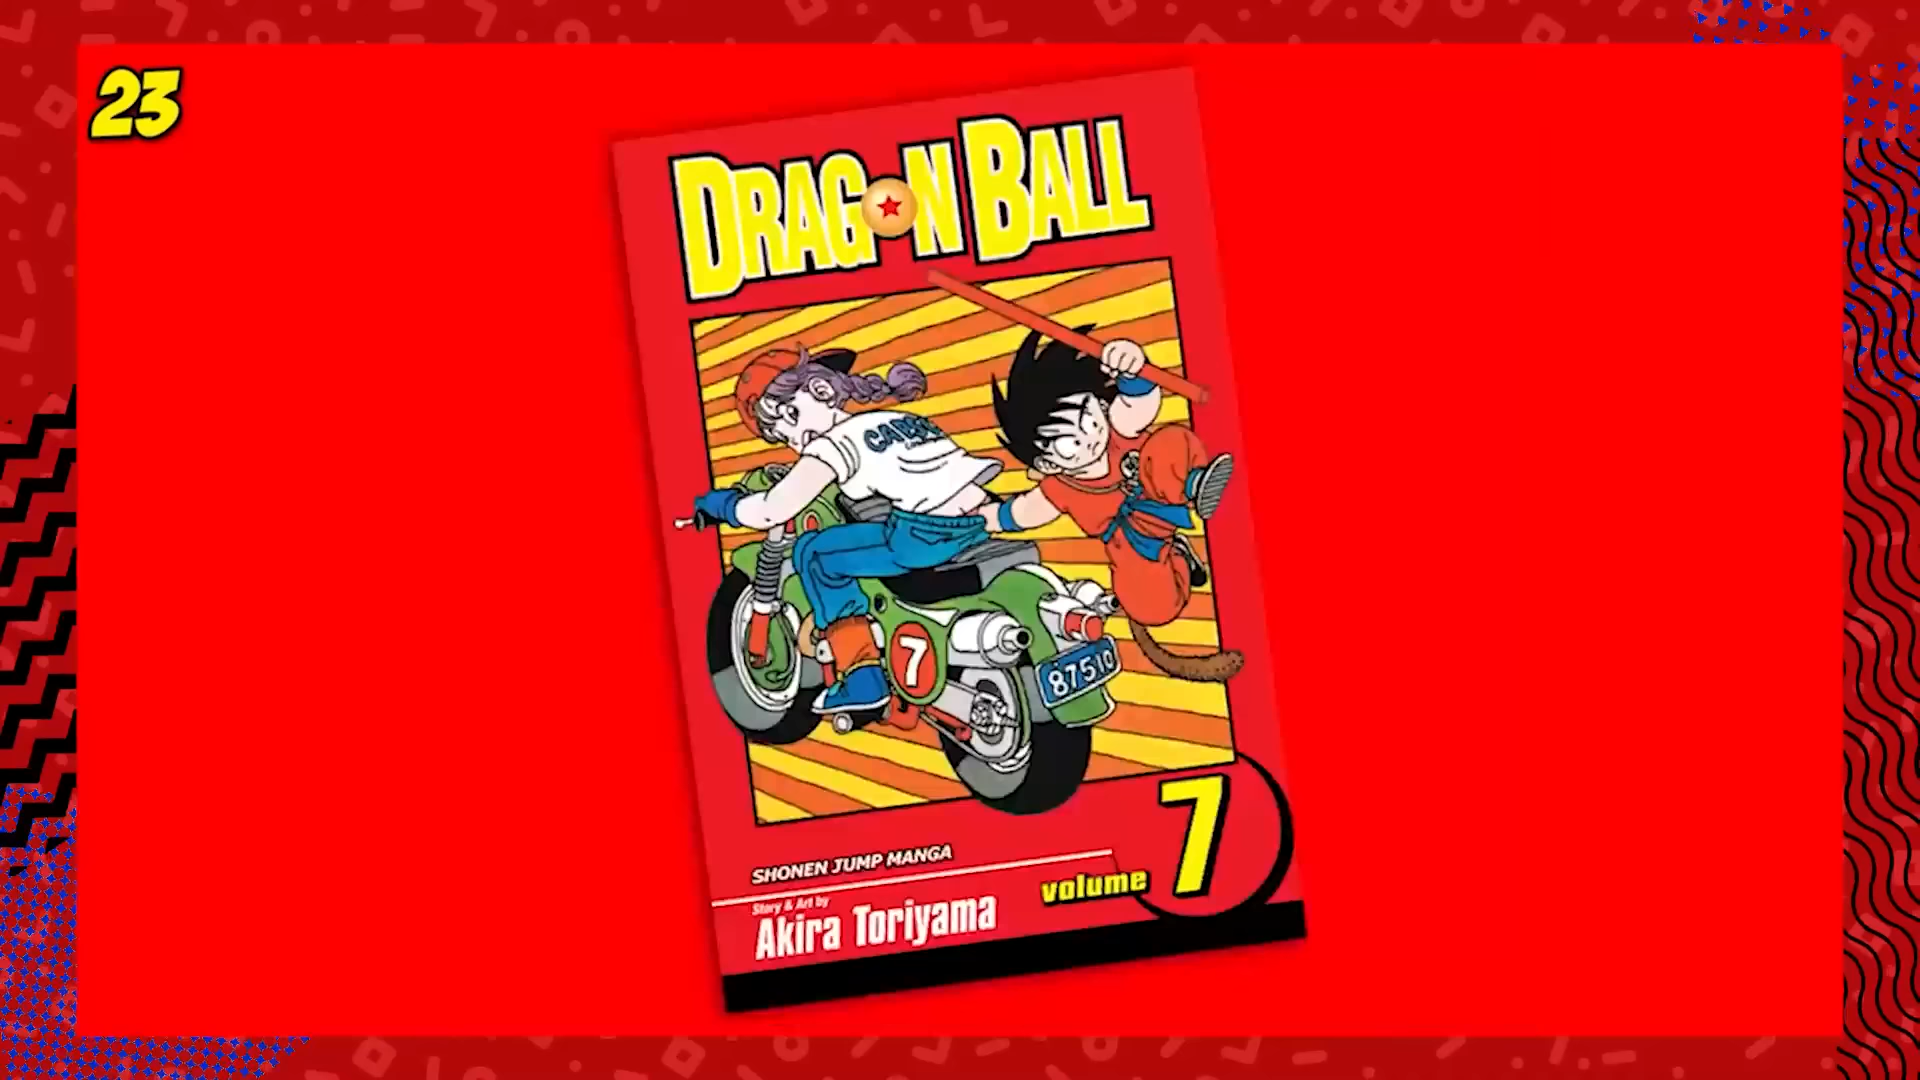 23
DRAGON BALL
7
87510
SHONEN JUMP MANGA
Story & Art by
Akira Toriyama
volume 7